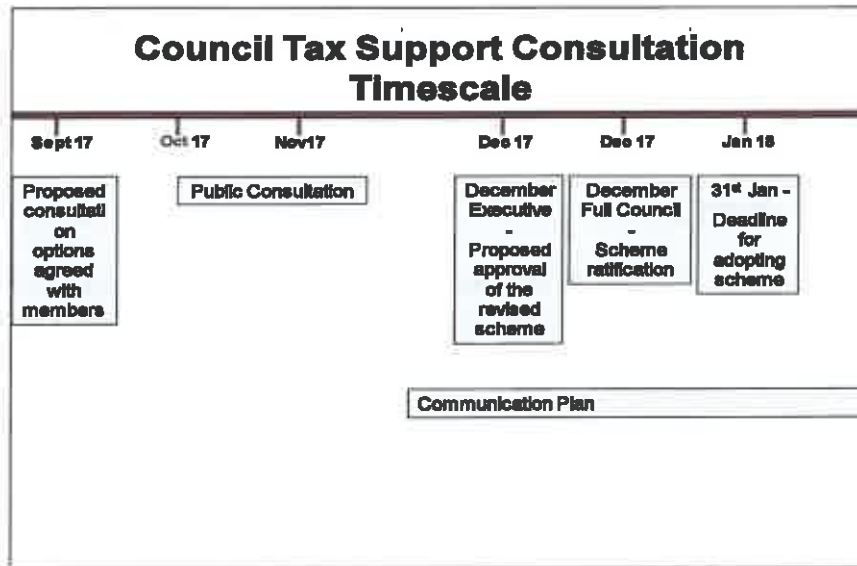 Council Tax Support Consultation
Timescale
Sept 17
Oct 17
Nov17
Dec 17
Dec 17
Jan 18
Proposed
consultati
on
options
agreed
with
members
Public Consultation
December
Executive
-
Proposed
approval
of the
revised
scheme
December
Full Council
-
Scheme
ratification
31st Jan -
Deadline
for
adopting
scheme
Communication Plan